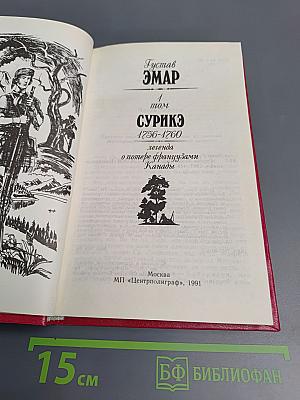 Густав
ЭМАР
1
том
СУРИКЭ
1756-1760
легенда
о потере французами
Канады
Москва
МП «Центрполиграф», 1991
15 см
БФ БИБЛИОФАН